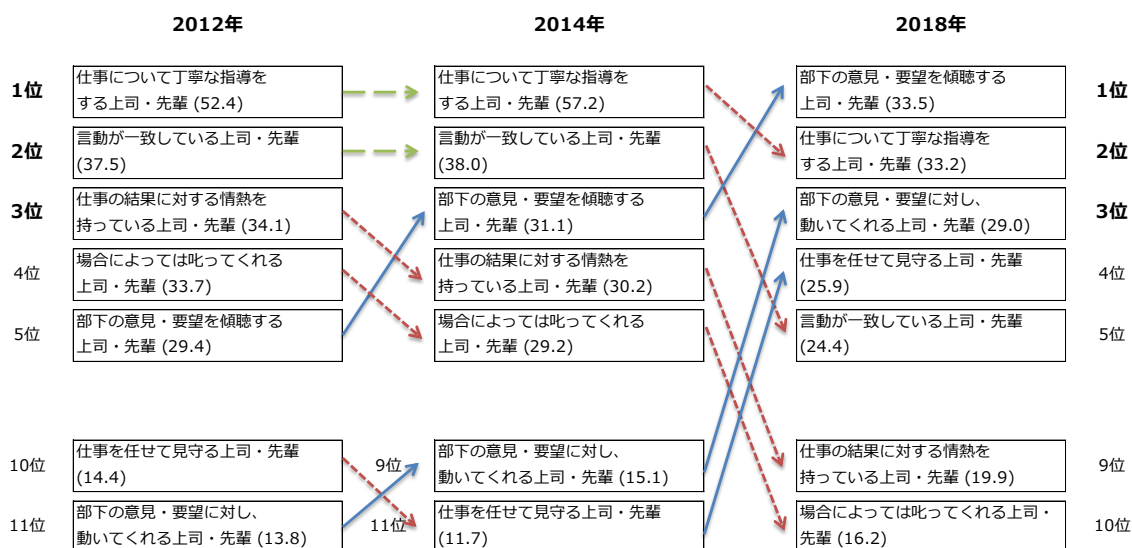 2012年
2014年
2018年
1位
仕事について丁寧な指導を
する上司・先輩 (52.4)
仕事について丁寧な指導を
する上司・先輩 (57.2)
部下の意見・要望を傾聴する
上司・先輩 (33.5)
1位
2位
言動が一致している上司・先輩
(37.5)
言動が一致している上司・先輩
(38.0)
仕事について丁寧な指導を
する上司・先輩 (33.2)
2位
3位
仕事の結果に対する情熱を
持っている上司・先輩 (34.1)
部下の意見・要望を傾聴する
上司・先輩 (31.1)
部下の意見・要望に対し、
動いてくれる上司・先輩 (29.0)
3位
4位
場合によっては叱ってくれる
上司・先輩 (33.7)
仕事の結果に対する情熱を
持っている上司・先輩 (30.2)
仕事を任せて見守る上司・先輩
(25.9)
4位
5位
部下の意見・要望を傾聴する
上司・先輩 (29.4)
場合によっては叱ってくれる
上司・先輩 (29.2)
言動が一致している上司・先輩
(24.4)
5位
10位
仕事を任せて見守る上司・先輩
(14.4)
9位
部下の意見・要望に対し、
動いてくれる上司・先輩 (15.1)
仕事の結果に対する情熱を
持っている上司・先輩 (19.9)
9位
11位
部下の意見・要望に対し、
動いてくれる上司・先輩 (13.8)
11位
仕事を任せて見守る上司・先輩
(11.7)
場合によっては叱ってくれる上司・
先輩 (16.2)
10位